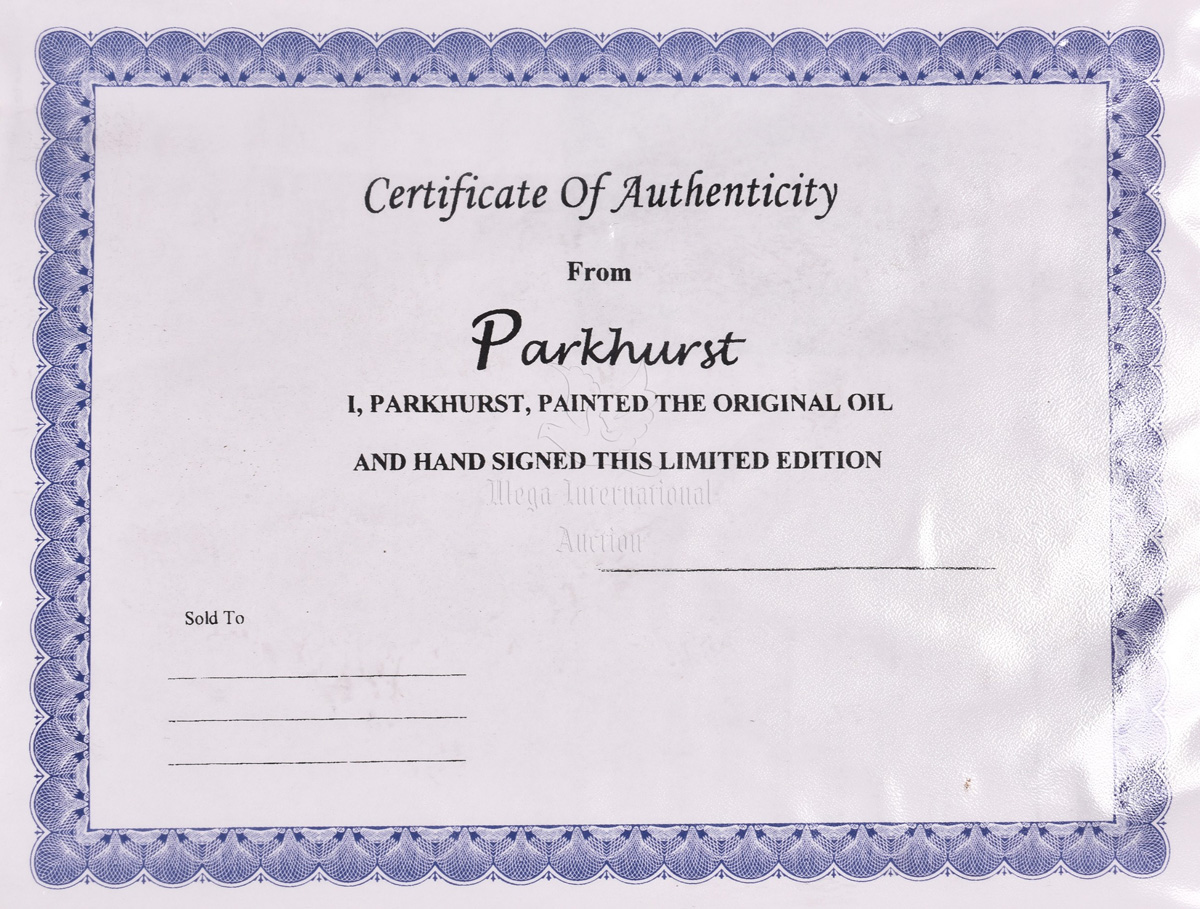 Certificate Of Authenticity
From
Parkhurst
I, PARKHURST, PAINTED THE ORIGINAL OIL
AND HAND SIGNED THIS LIMITED EDITION
Mega International
Auction
Sold To